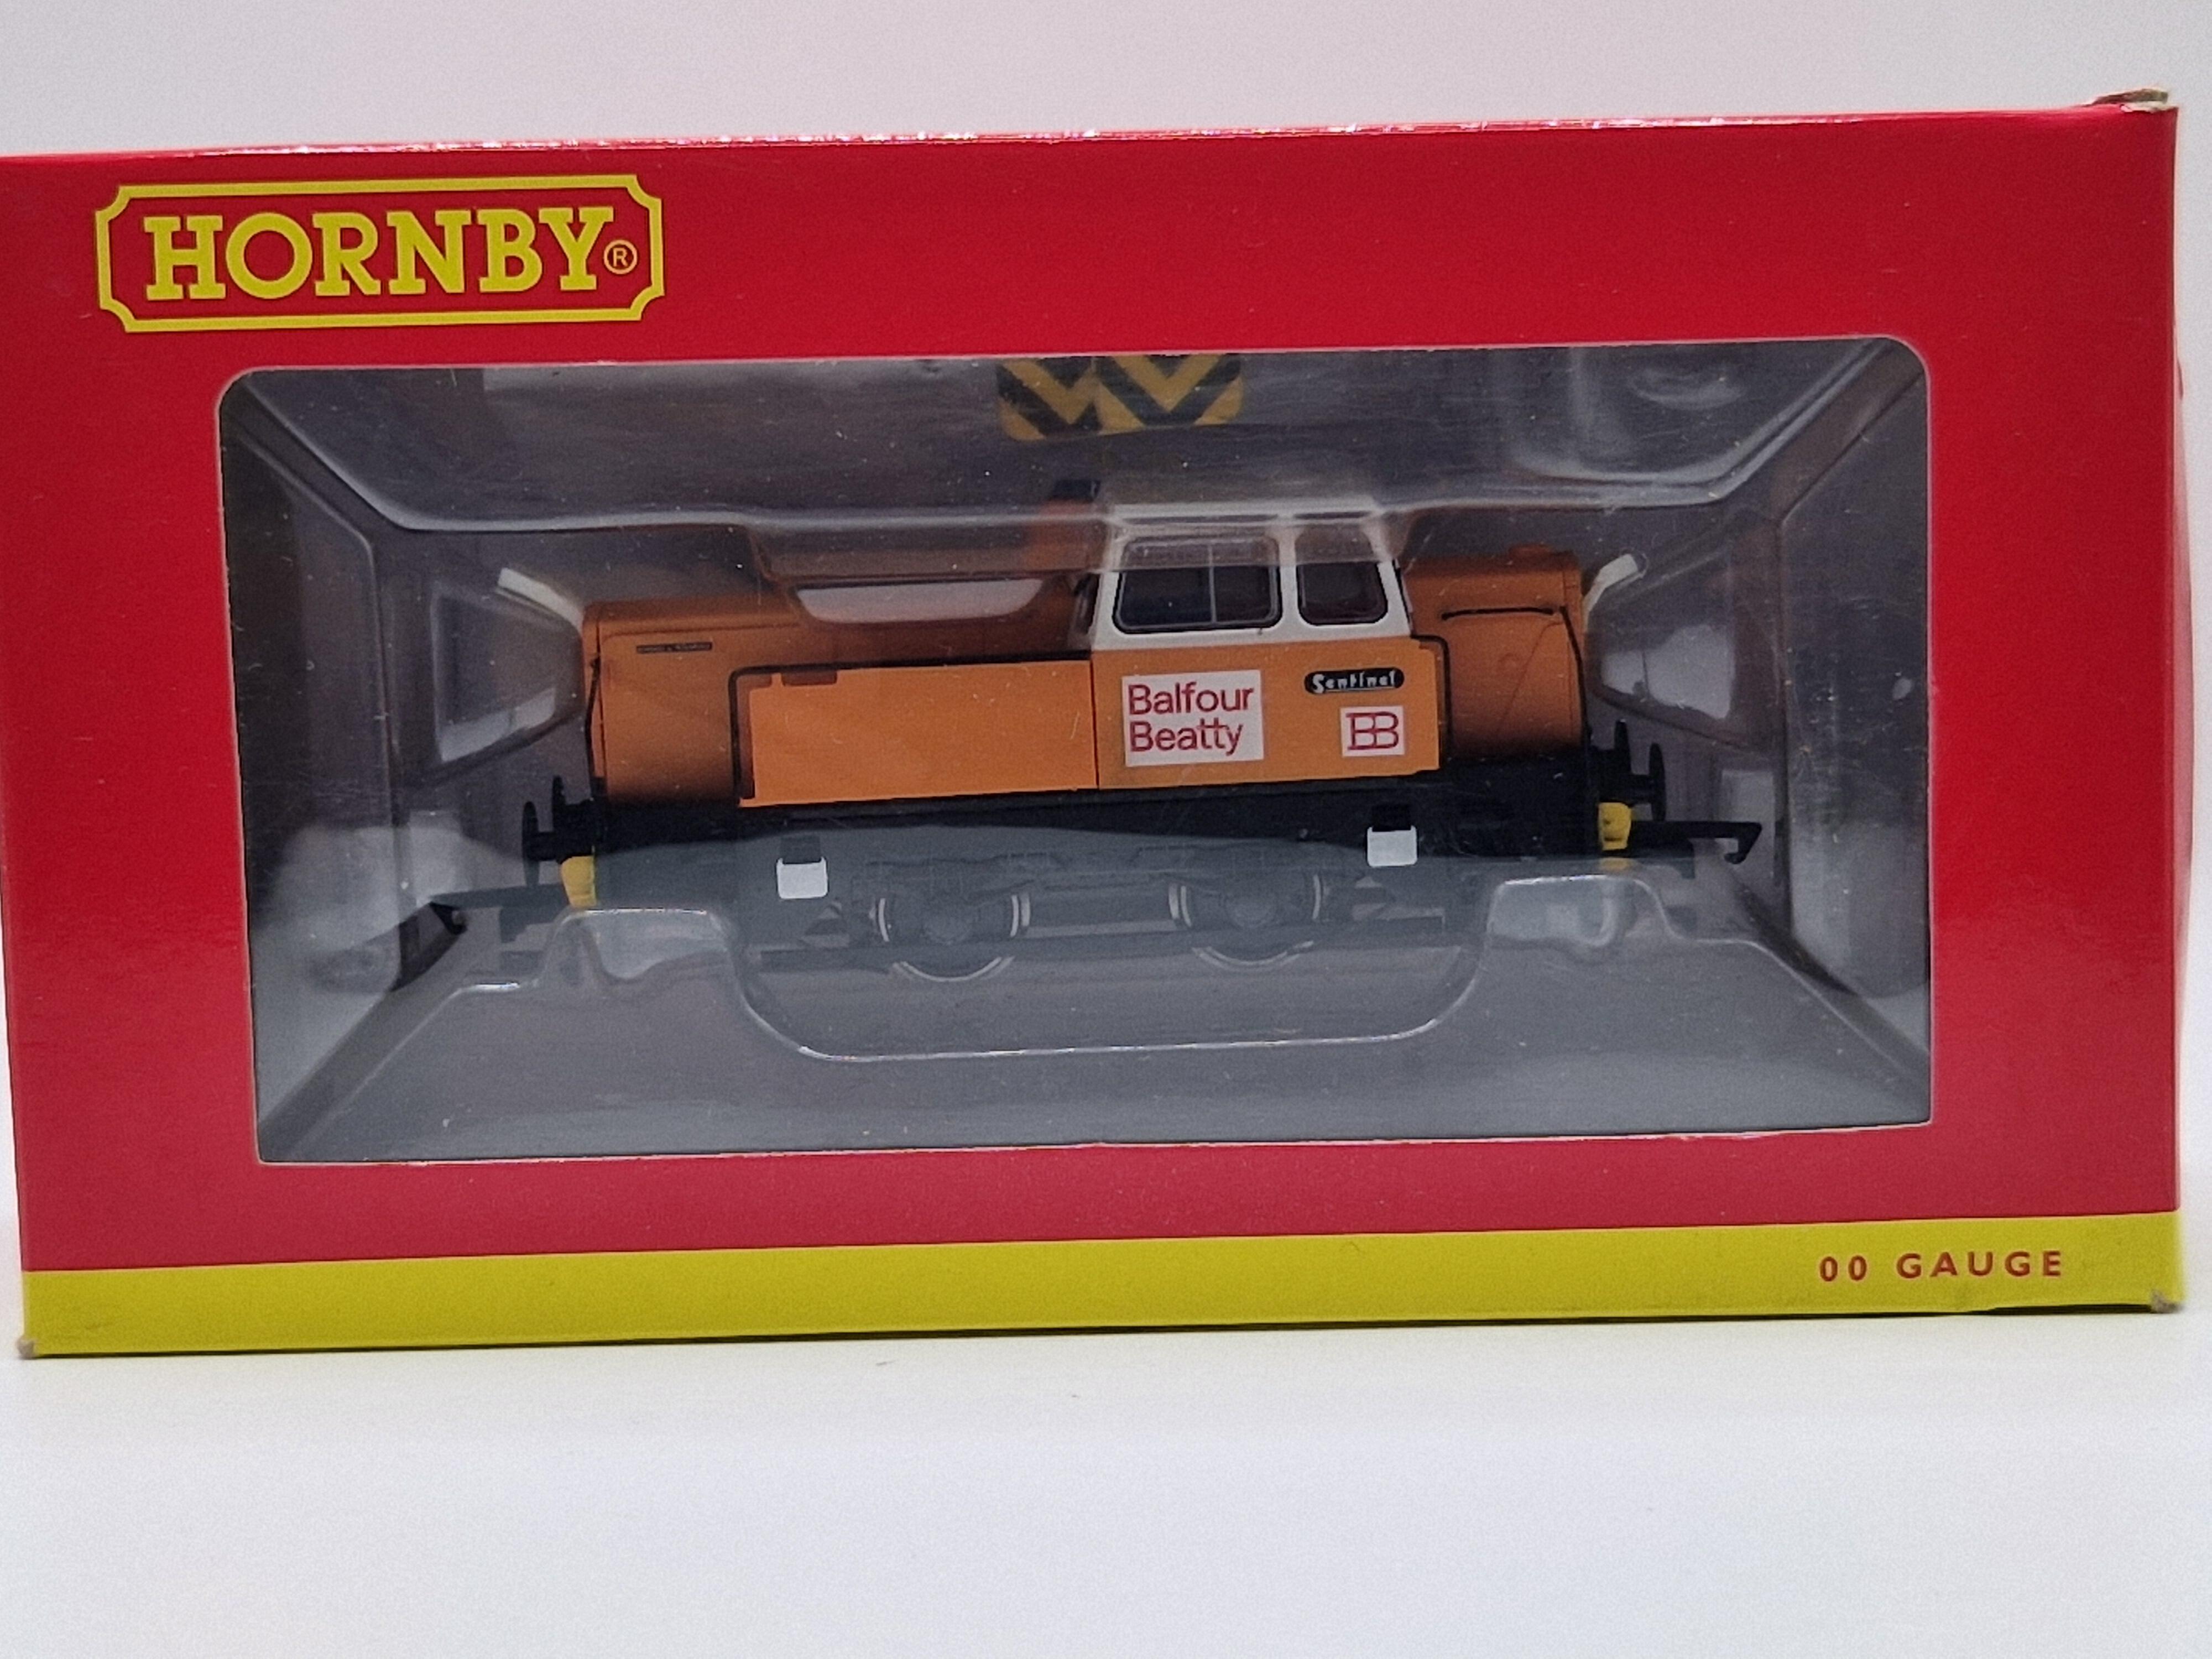 HORNBY®
Sentinel
Balfour
Beatty
BB
00 GAUGE